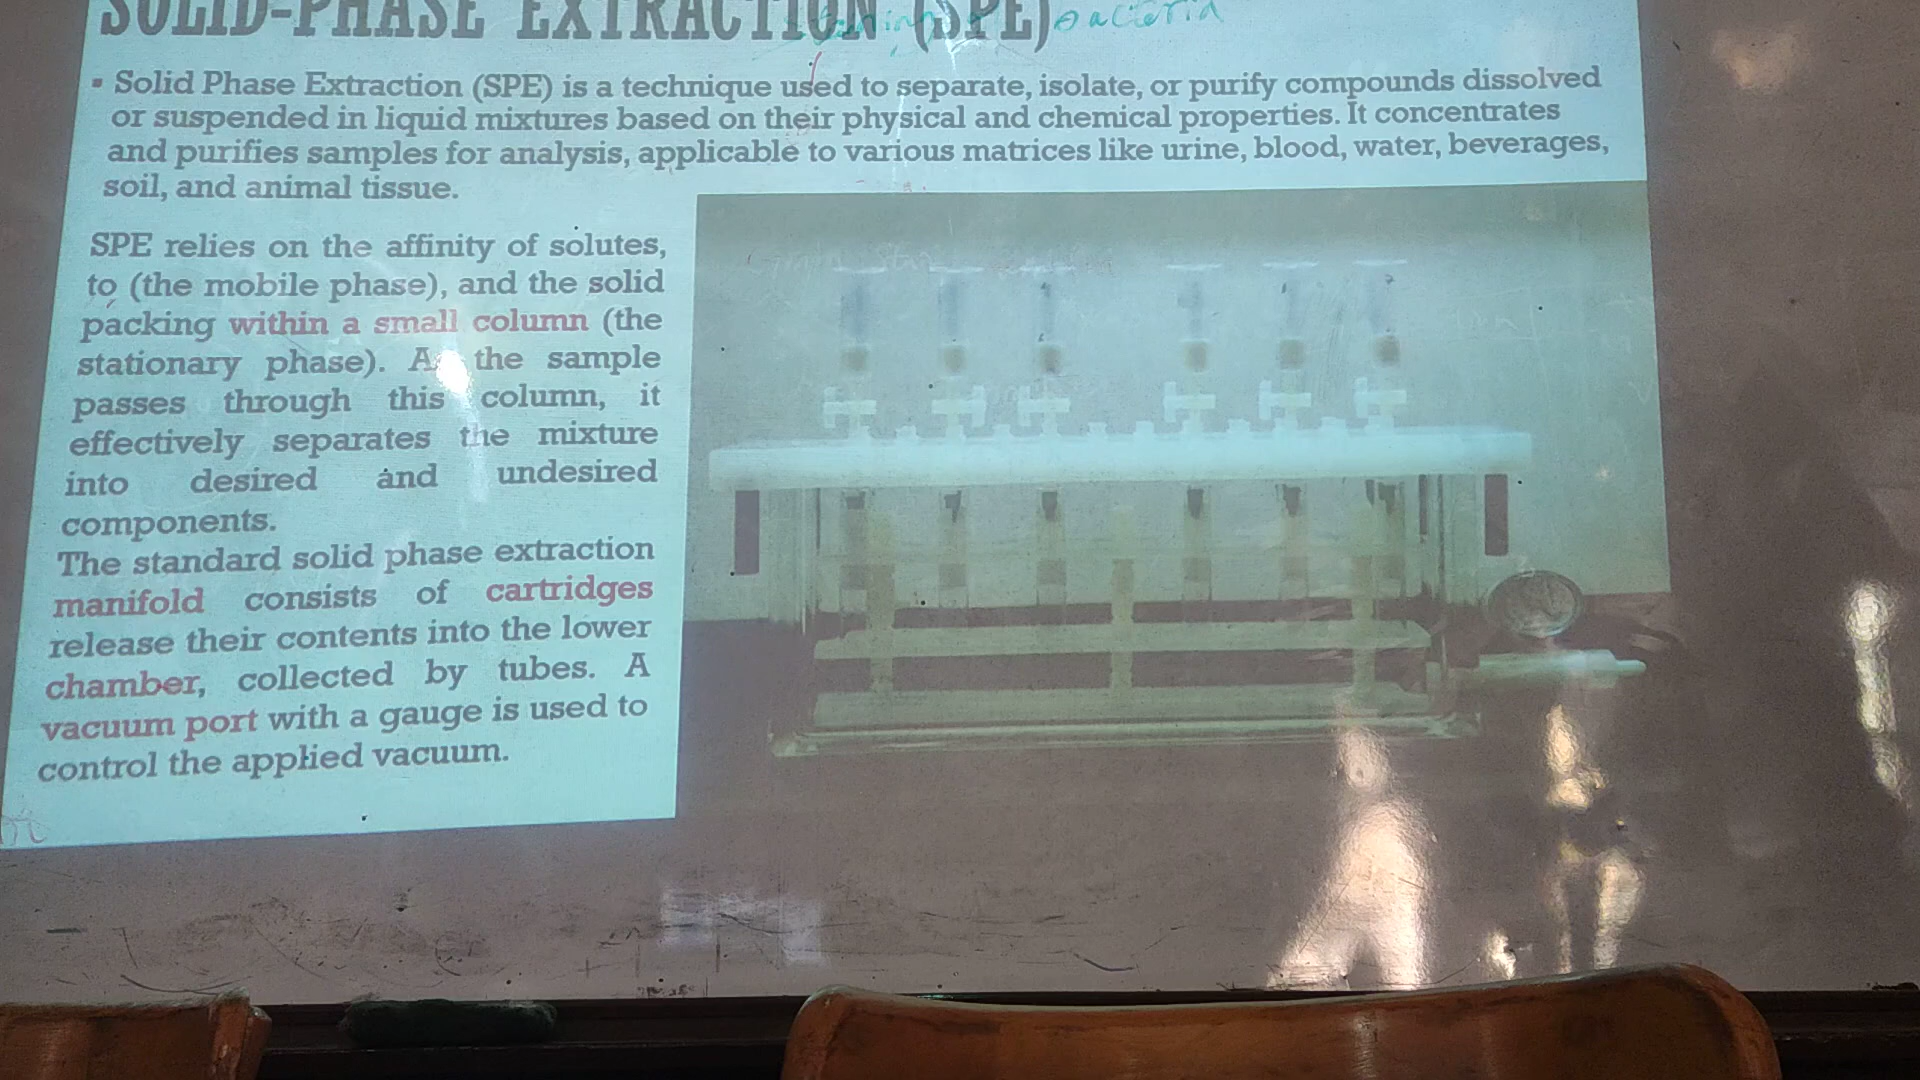 SOLID-PHASE EXTRACTION (SPE) Bacteria
▪ Solid Phase Extraction (SPE) is a technique used to separate, isolate, or purify compounds dissolved
or suspended in liquid mixtures based on their physical and chemical properties. It concentrates
and purifies samples for analysis, applicable to various matrices like urine, blood, water, beverages,
soil, and animal tissue.
SPE relies on the affinity of solutes,
to (the mobile phase), and the solid
packing within a small column (the
stationary phase). As the sample
passes through this column, it
effectively separates the mixture
into desired and undesired
components.
The standard solid phase extraction
manifold consists of cartridges
release their contents into the lower
chamber, collected by tubes. A
vacuum port with a gauge is used to
control the applied vacuum.